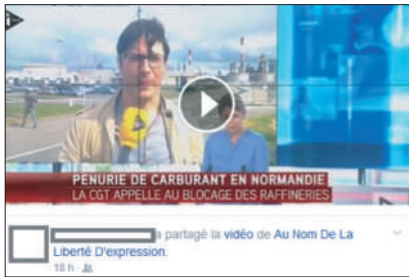 PENURIE DE CARBURANT EN NORMANDIE
LA CGT APPELLE AU BLOCAGE DES RAFFINERIES
a partagé la vidéo de Au Nom De La
Liberté D'expression.
18 h ·